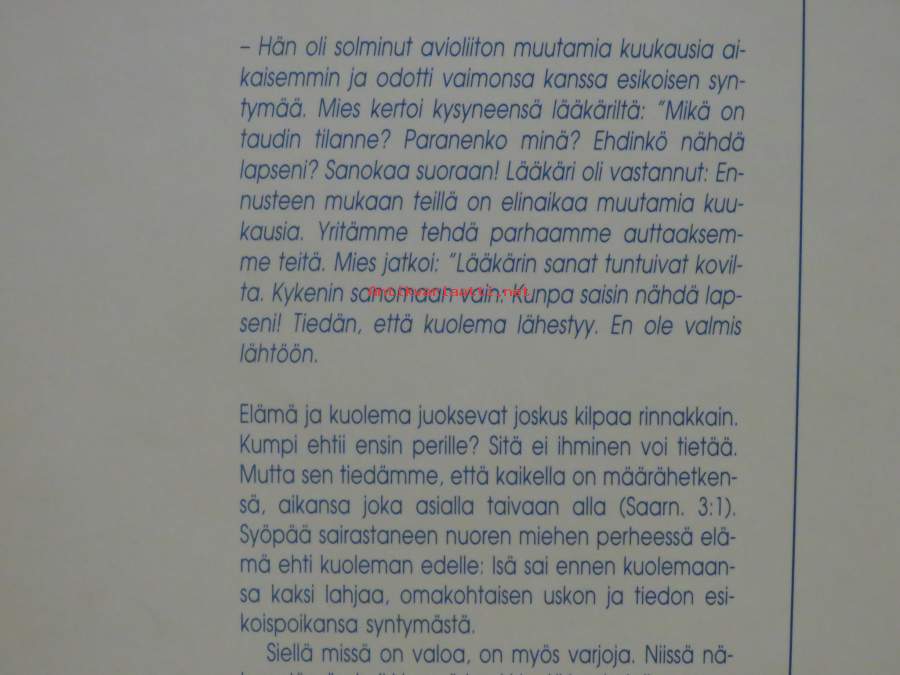 – Hän oli solminut avioliiton muutamia kuukausia ai-
kaisemmin ja odotti vaimonsa kanssa esikoisen syn-
tymää. Mies kertoi kysyneensä lääkäriltä: "Mikä on
taudin tilanne? Paranenko minä? Ehdinkö nähdä
lapseni? Sanokaa suoraan! Lääkäri oli vastannut: En-
nusteen mukaan teillä on elinaikaa muutamia kuu-
kausia. Yritämme tehdä parhaamme auttaaksem-
me teitä. Mies jatkoi: "Lääkärin sanat tuntuivat kovil-
ta. Kykenin sanomaan vain: Kunpa saisin nähdä lap-
Antikvariaatti.net
seni! Tiedän, että kuolema lähestyy. En ole valmis
lähtöön.
Elämä ja kuolema juoksevat joskus kilpaa rinnakkain.
Kumpi ehtii ensin perille? Sitä ei ihminen voi tietää.
Mutta sen tiedämme, että kaikella on määrähetken-
sä, aikansa joka asialla taivaan alla (Saarn. 3:1).
Syöpää sairastaneen nuoren miehen perheessä elä-
mä ehti kuoleman edelle: Isä sai ennen kuolemaan-
sa kaksi lahjaa, omakohtaisen uskon ja tiedon esi-
koispoikansa syntymästä.
Siellä missä on valoa, on myös varjoja. Niissä nä-